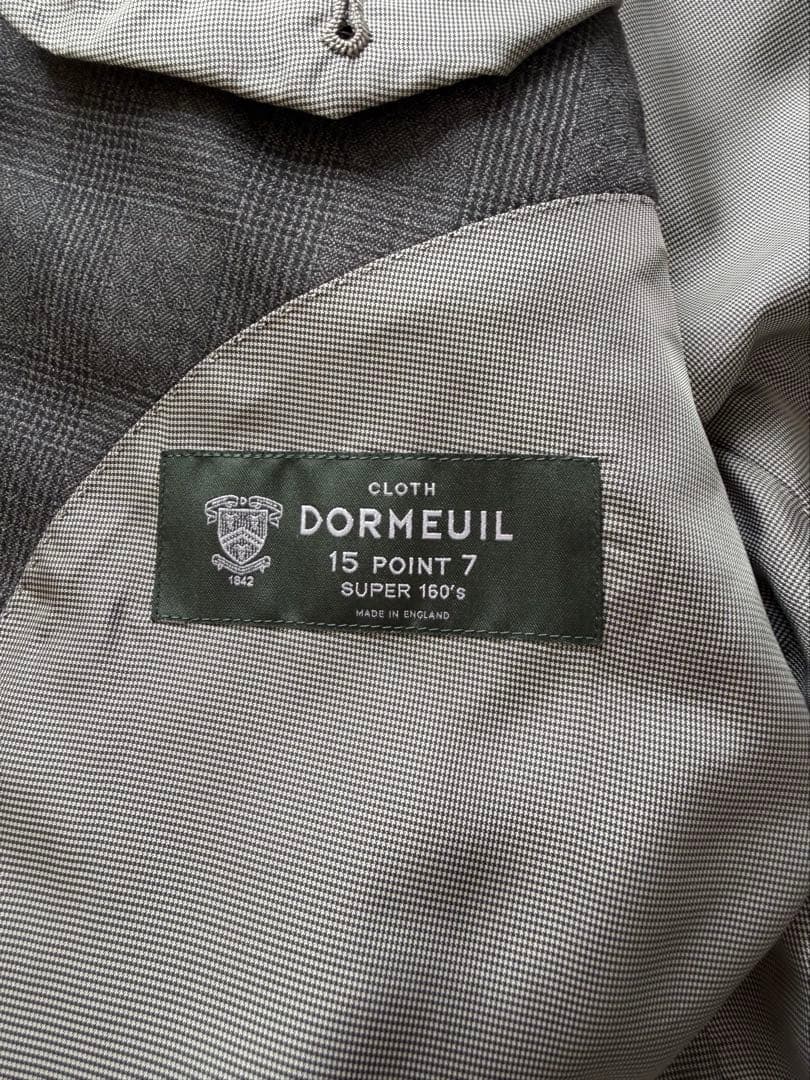 CLOTH
DORMEUIL
15 POINT 7
SUPER 160's
MADE IN ENGLAND
D
1842